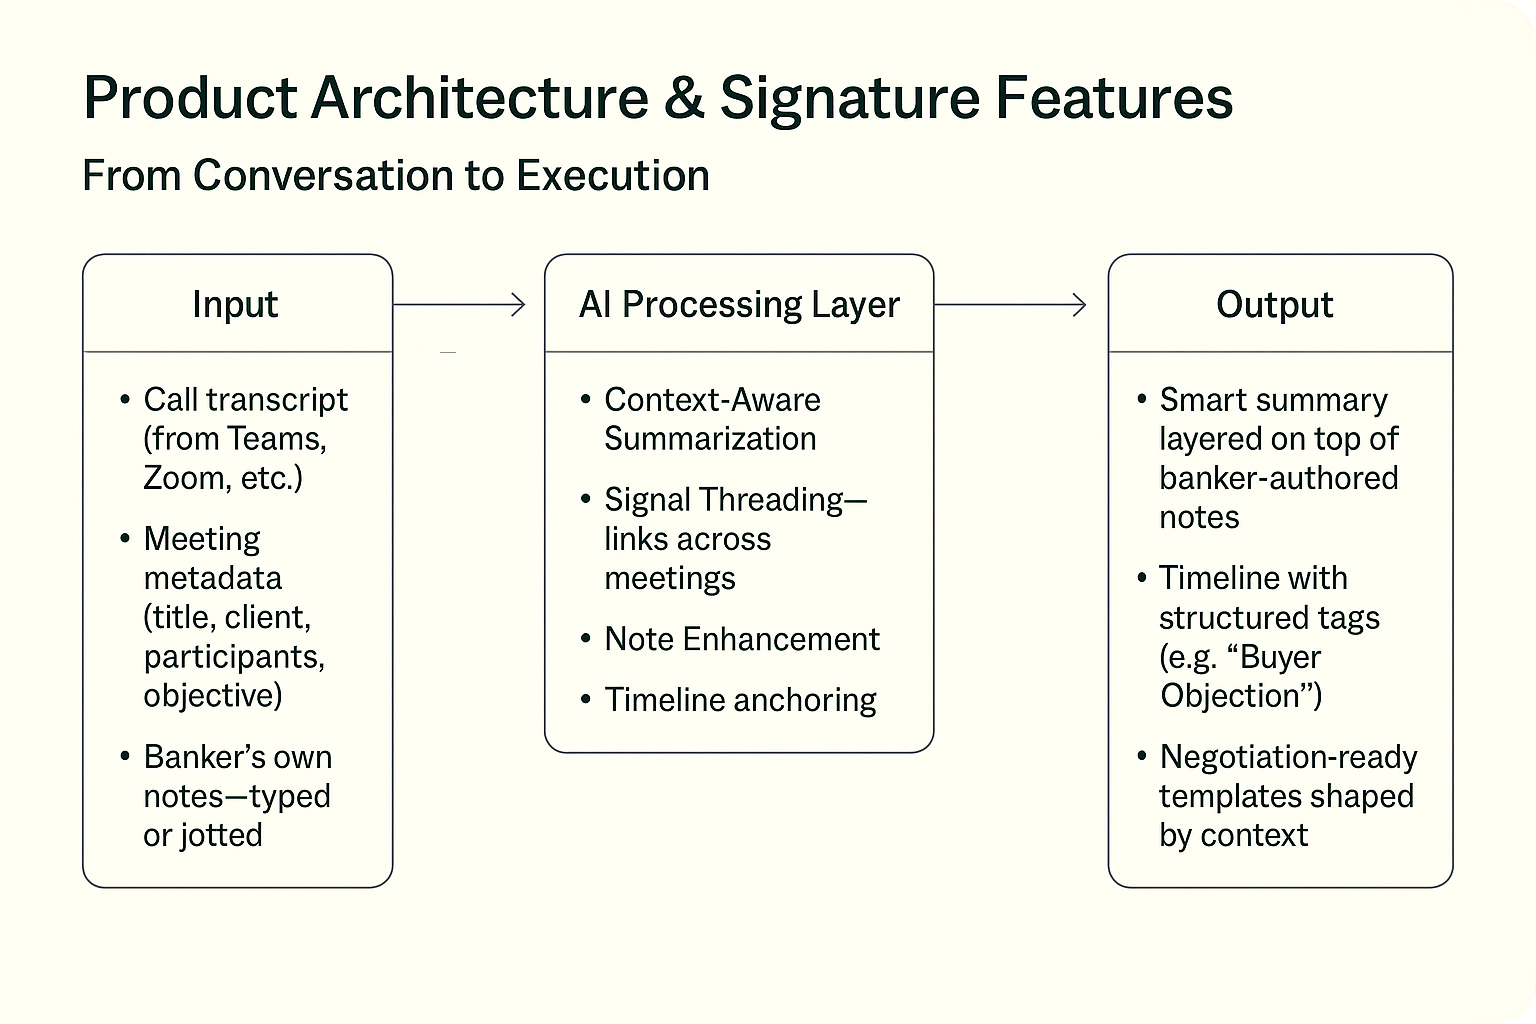 Product Architecture & Signature Features
From Conversation to Execution
Input
• Call transcript
(from Teams,
Zoom, etc.)
• Meeting
metadata
(title, client,
participants,
objective)
• Banker’s own
notes—typed
or jotted
AI Processing Layer
• Context-Aware
Summarization
• Signal Threading—
links across
meetings
• Note Enhancement
• Timeline anchoring
Output
• Smart summary
layered on top of
banker-authored
notes
• Timeline with
structured tags
(e.g. “Buyer
Objection”)
• Negotiation-ready
templates shaped
by context